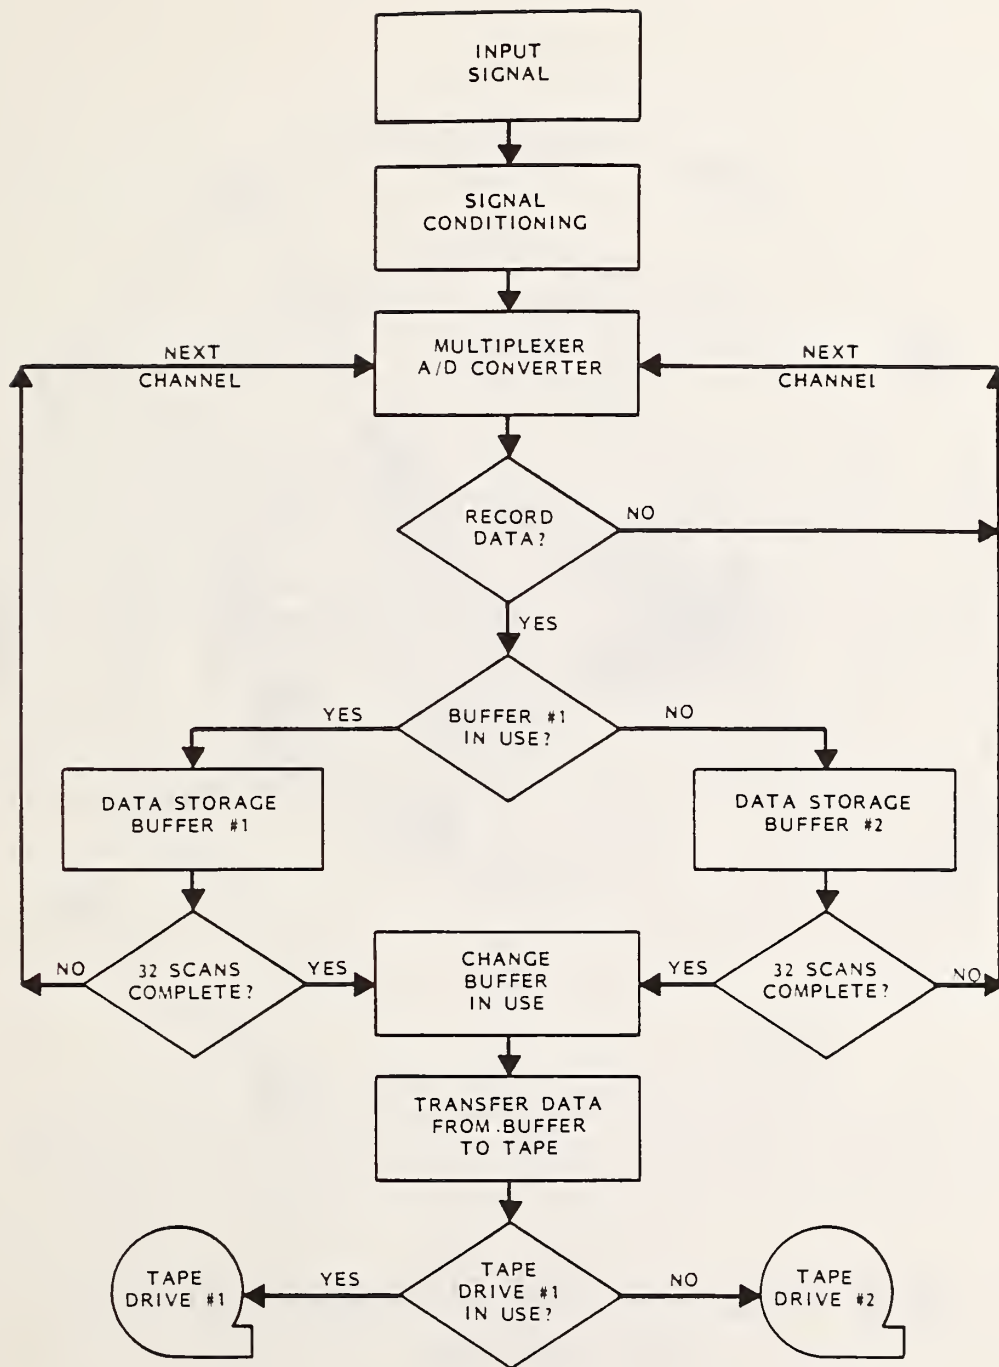 INPUT
SIGNAL
SIGNAL
CONDITIONING
MULTIPLEXER
A/D CONVERTER
NEXT
CHANNEL
NEXT
CHANNEL
RECORD
DATA?
NO
YES
BUFFER #1
IN USE?
YES
NO
DATA STORAGE
BUFFER #1
DATA STORAGE
BUFFER #2
32 SCANS
COMPLETE?
NO
YES
CHANGE
BUFFER
IN USE
YES
32 SCANS
COMPLETE?
NO
TRANSFER DATA
FROM .BUFFER
TO TAPE
TAPE
DRIVE #1
IN USE?
YES
NO
TAPE
DRIVE #1
TAPE
DRIVE #2